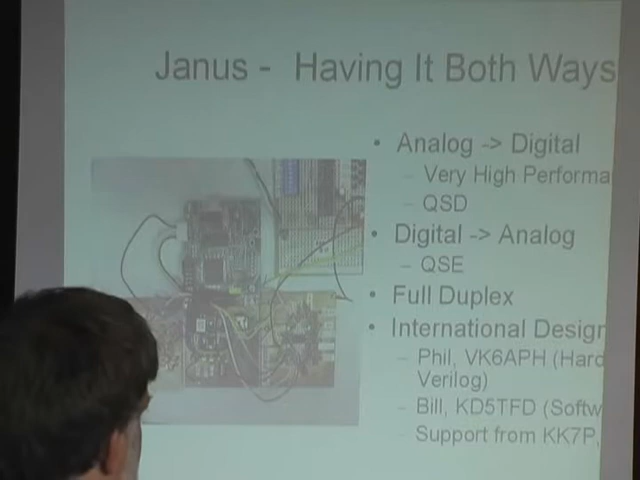 Janus - Having It Both Ways
• Analog -> Digital
– Very High Performa
– QSD
• Digital -> Analog
– QSE
• Full Duplex
• International Design
– Phil, VK6APH (Hard
Verilog)
– Bill, KD5TFD (Softw
– Support from KK7P,